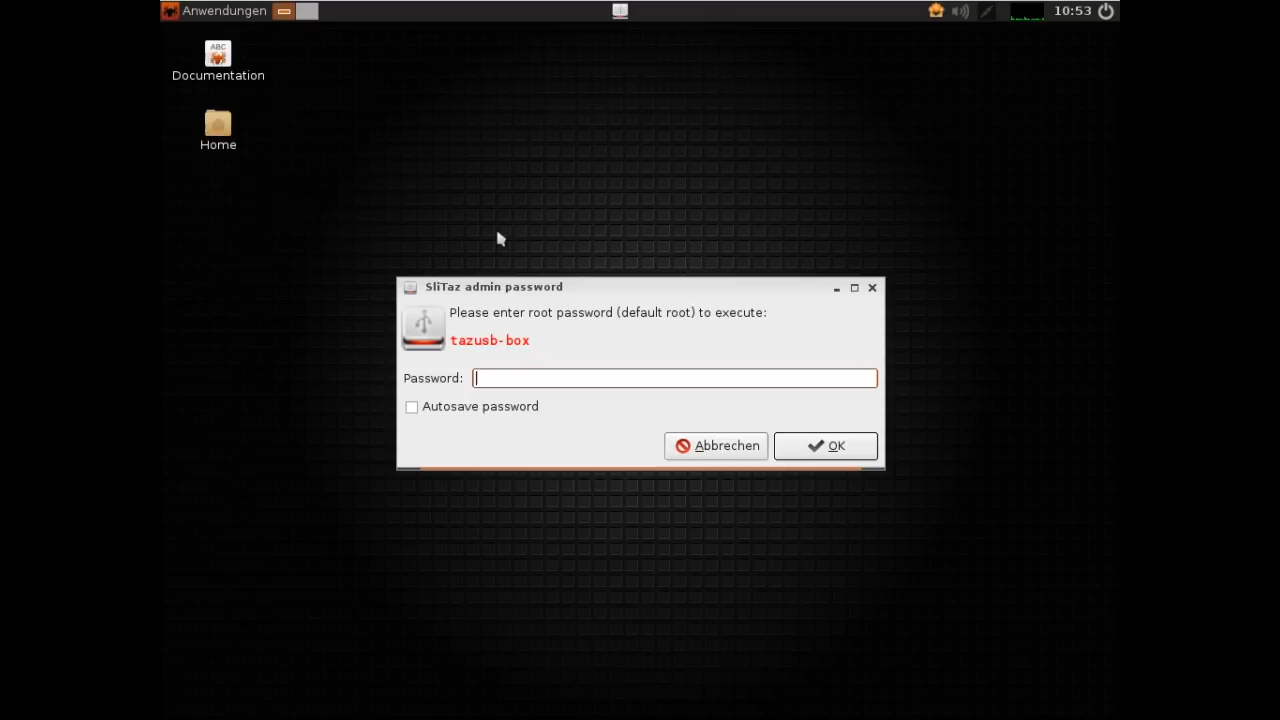 Anwendungen
10:53
ABC
Documentation
Home
SliTaz admin password
Please enter root password (default root) to execute:
tazusb-box
Password:
Autosave password
Abbrechen
OK